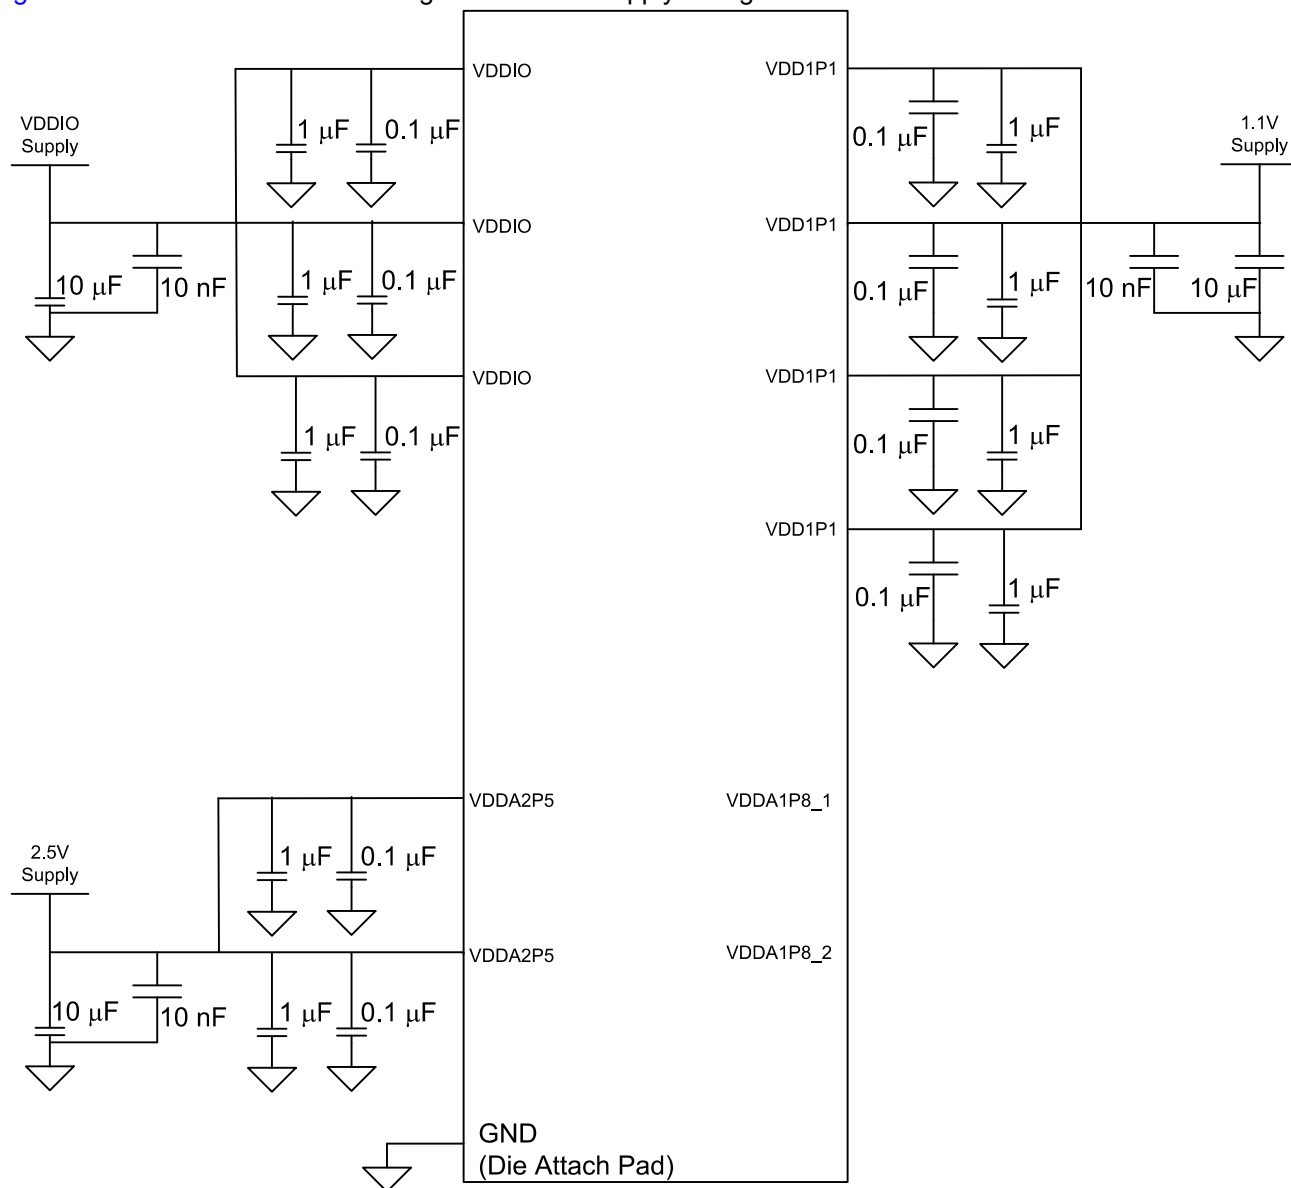 VDDIO
VDD1P1
1 μF
0.1 μF
0.1 μF
1 μF
VDDIO
Supply
1.1V
Supply
VDDIO
VDD1P1
10 μF
10 nF
1 μF
0.1 μF
0.1 μF
1 μF
10 nF
10 μF
VDDIO
VDD1P1
1 μF
0.1 μF
0.1 μF
1 μF
VDD1P1
0.1 μF
1 μF
VDDA2P5
VDDA1P8_1
2.5V
Supply
1 μF
0.1 μF
VDDA2P5
VDDA1P8_2
10 μF
10 nF
1 μF
0.1 μF
GND
(Die Attach Pad)